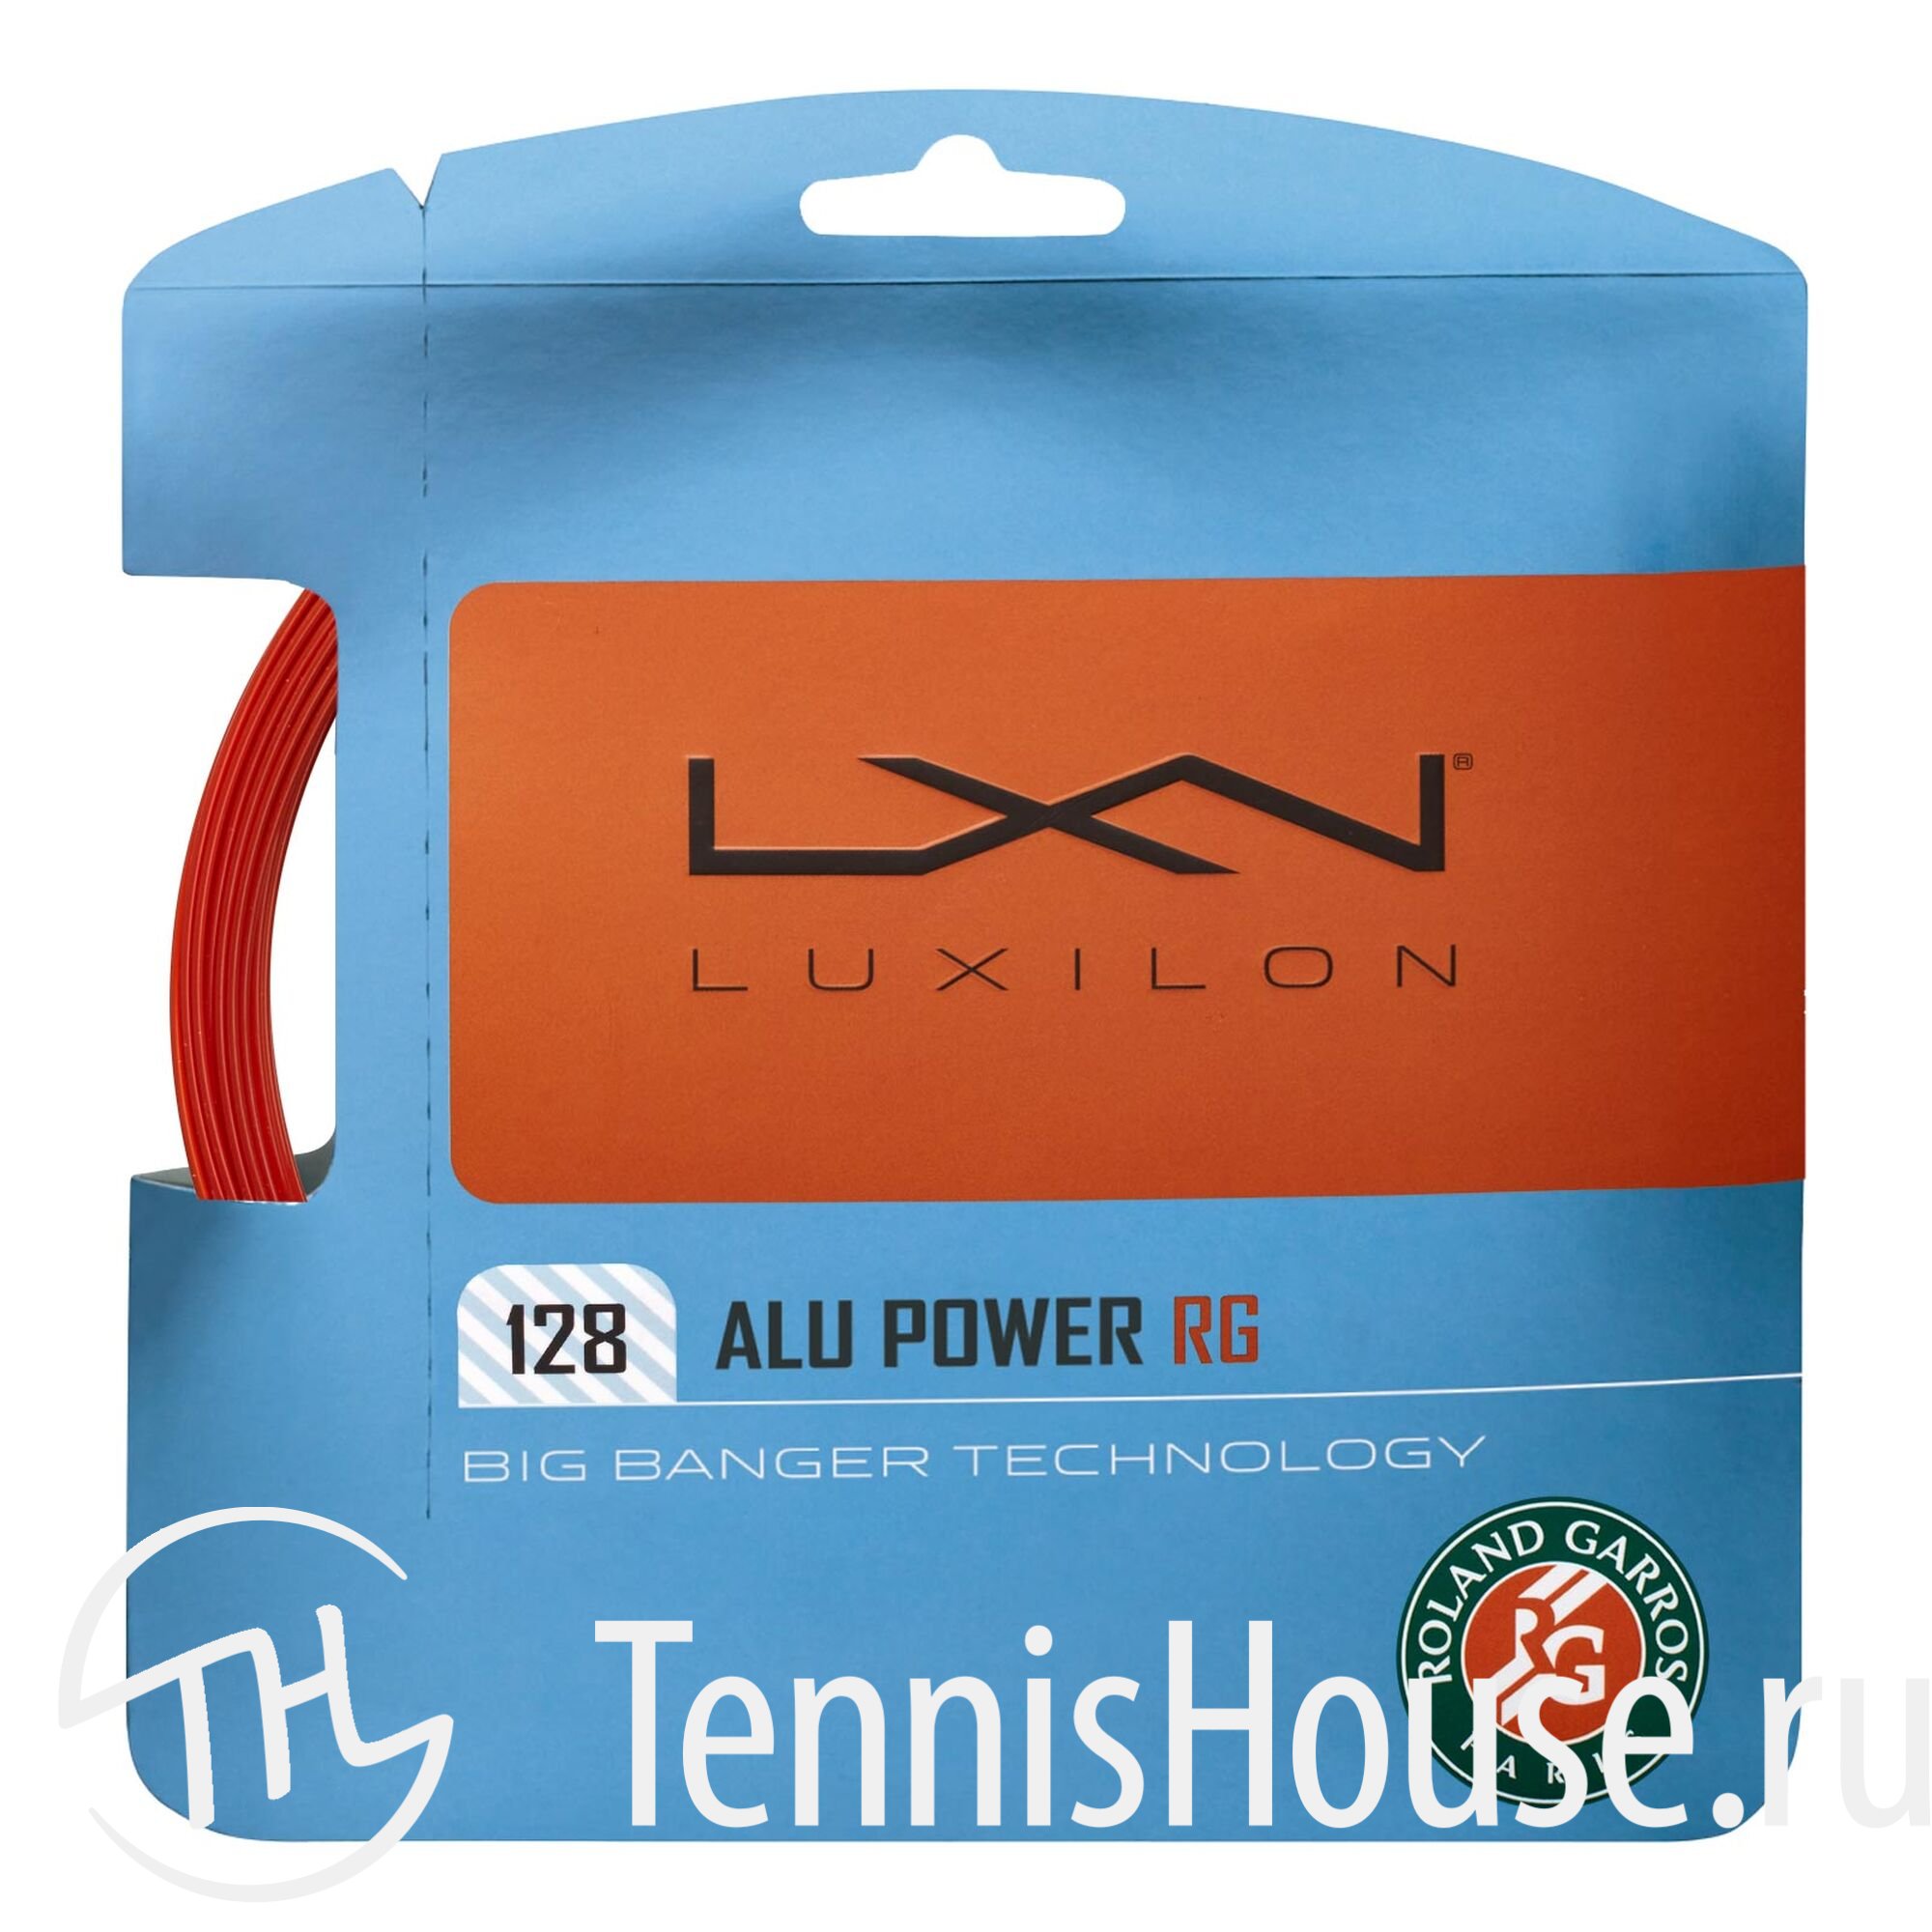 LXN®
LUXILON
128 ALU POWER RG
BIG BANGER TECHNOLOGY
ROLAND GARROS
RG
PARIS
TH TennisHouse.ru